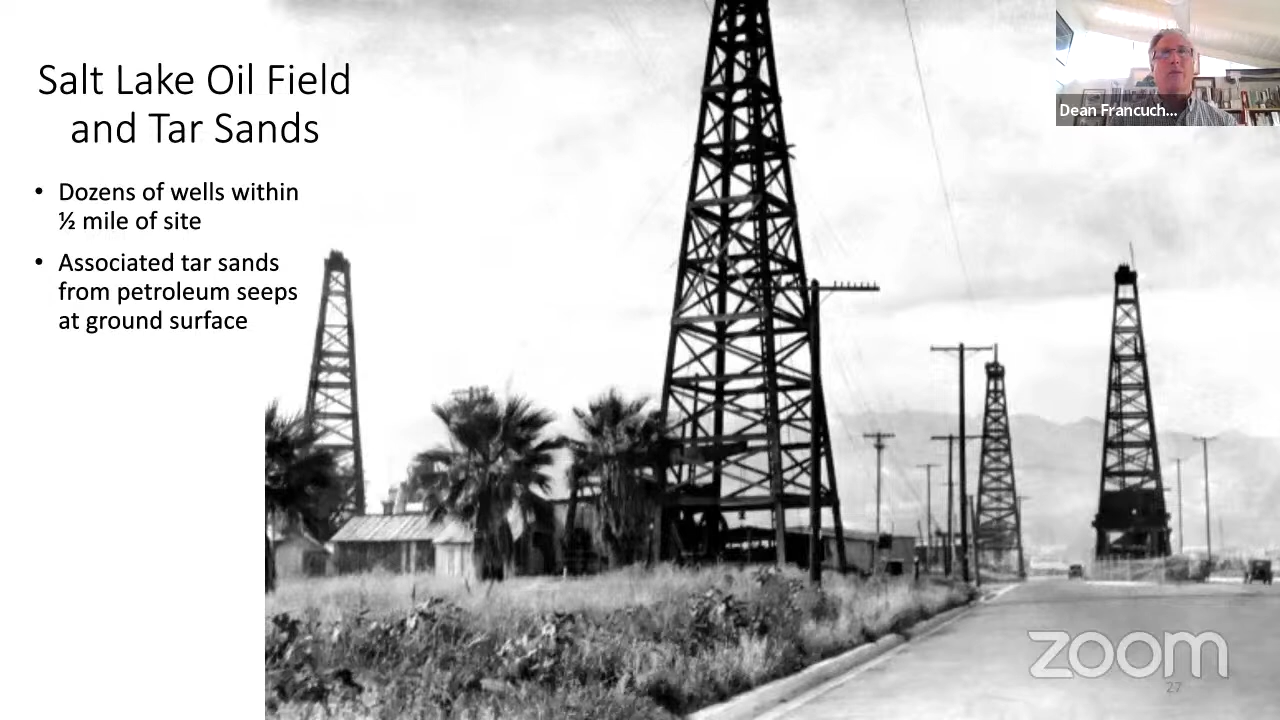 Salt Lake Oil Field
and Tar Sands
• Dozens of wells within
½ mile of site
• Associated tar sands
from petroleum seeps
at ground surface
Dean Francuch...
zoom
27